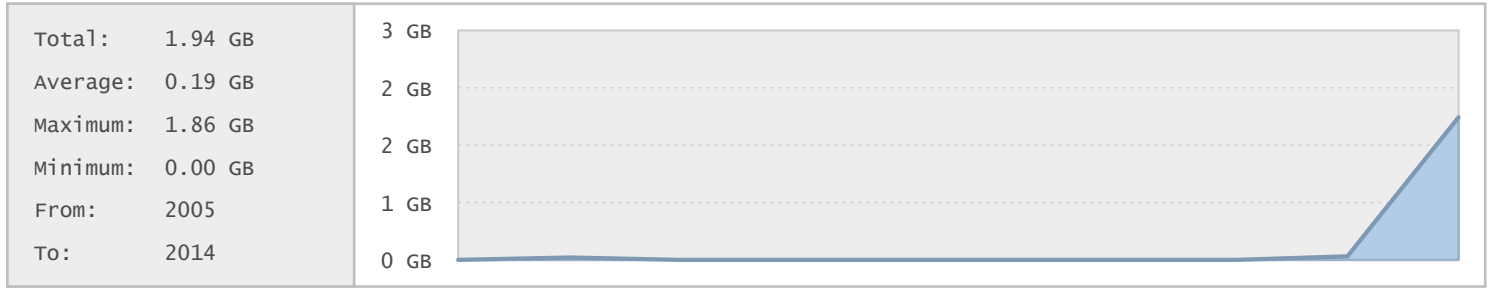 Total: 1.94 GB
Average: 0.19 GB
Maximum: 1.86 GB
Minimum: 0.00 GB
From: 2005
To: 2014
3 GB
2 GB
2 GB
1 GB
0 GB